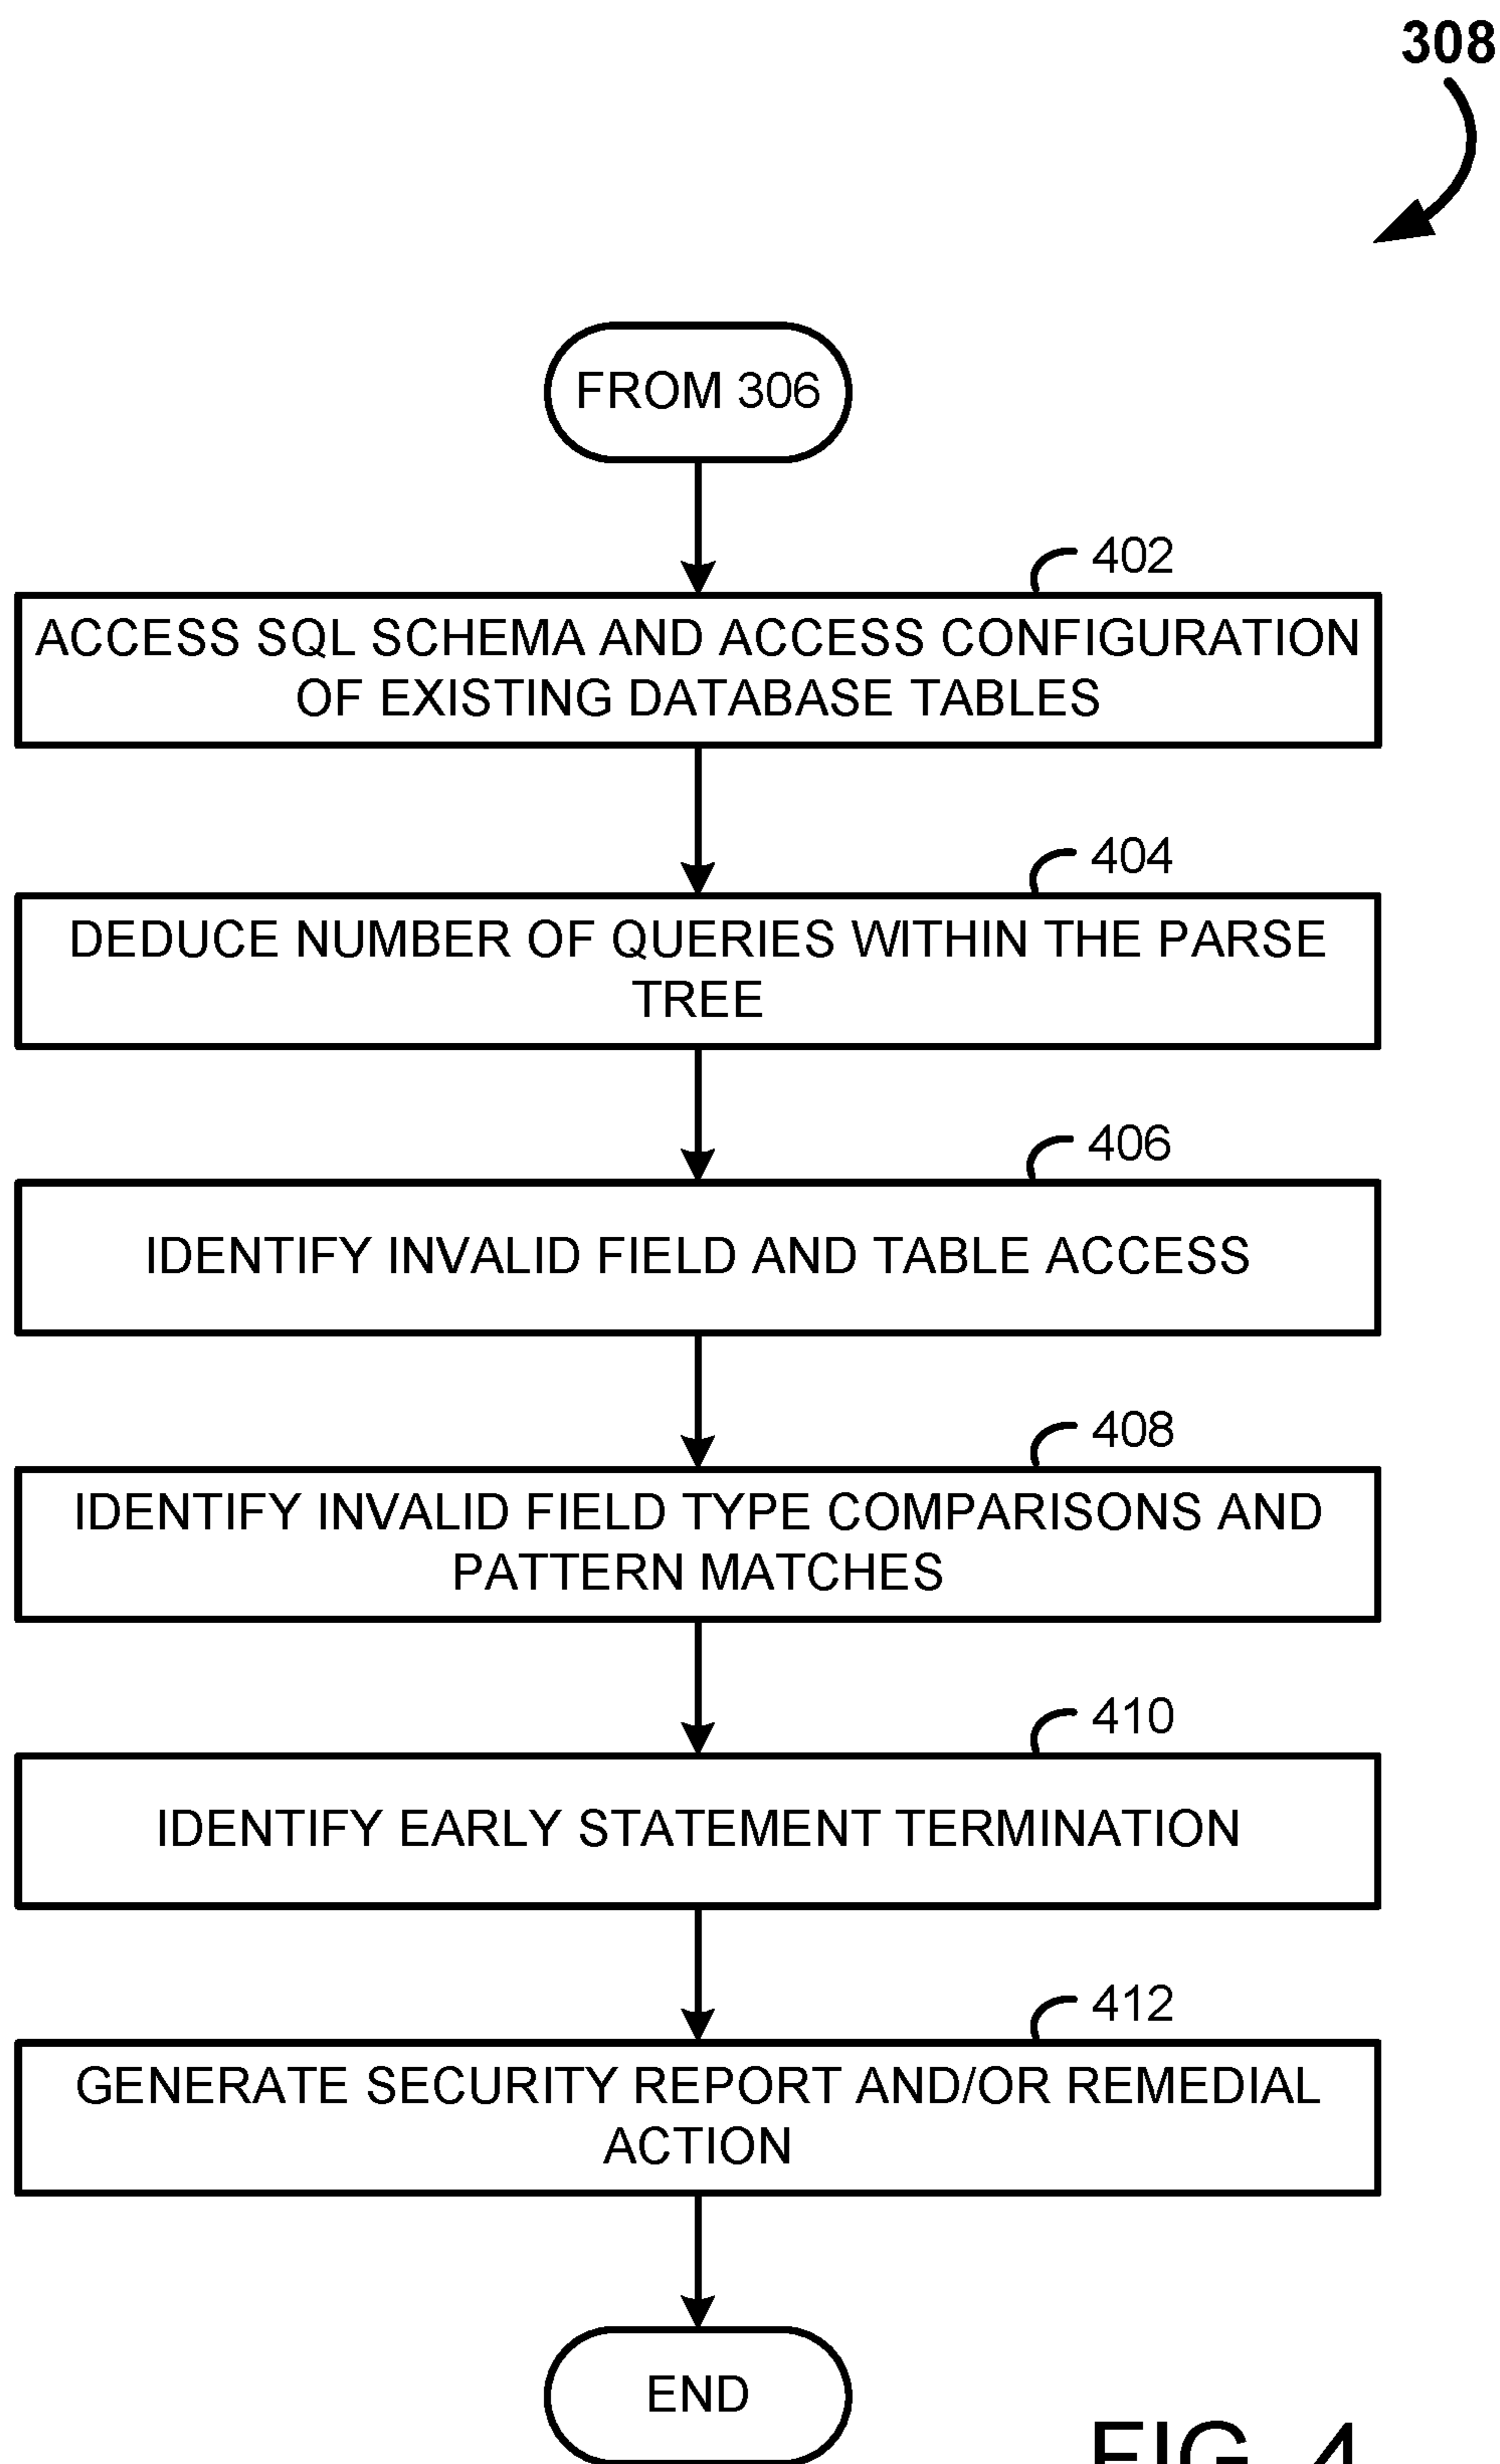 308
FROM 306
402
ACCESS SQL SCHEMA AND ACCESS CONFIGURATION
OF EXISTING DATABASE TABLES
404
DEDUCE NUMBER OF QUERIES WITHIN THE PARSE
TREE
406
IDENTIFY INVALID FIELD AND TABLE ACCESS
408
IDENTIFY INVALID FIELD TYPE COMPARISONS AND
PATTERN MATCHES
410
IDENTIFY EARLY STATEMENT TERMINATION
412
GENERATE SECURITY REPORT AND/OR REMEDIAL
ACTION
END
FIG. 4